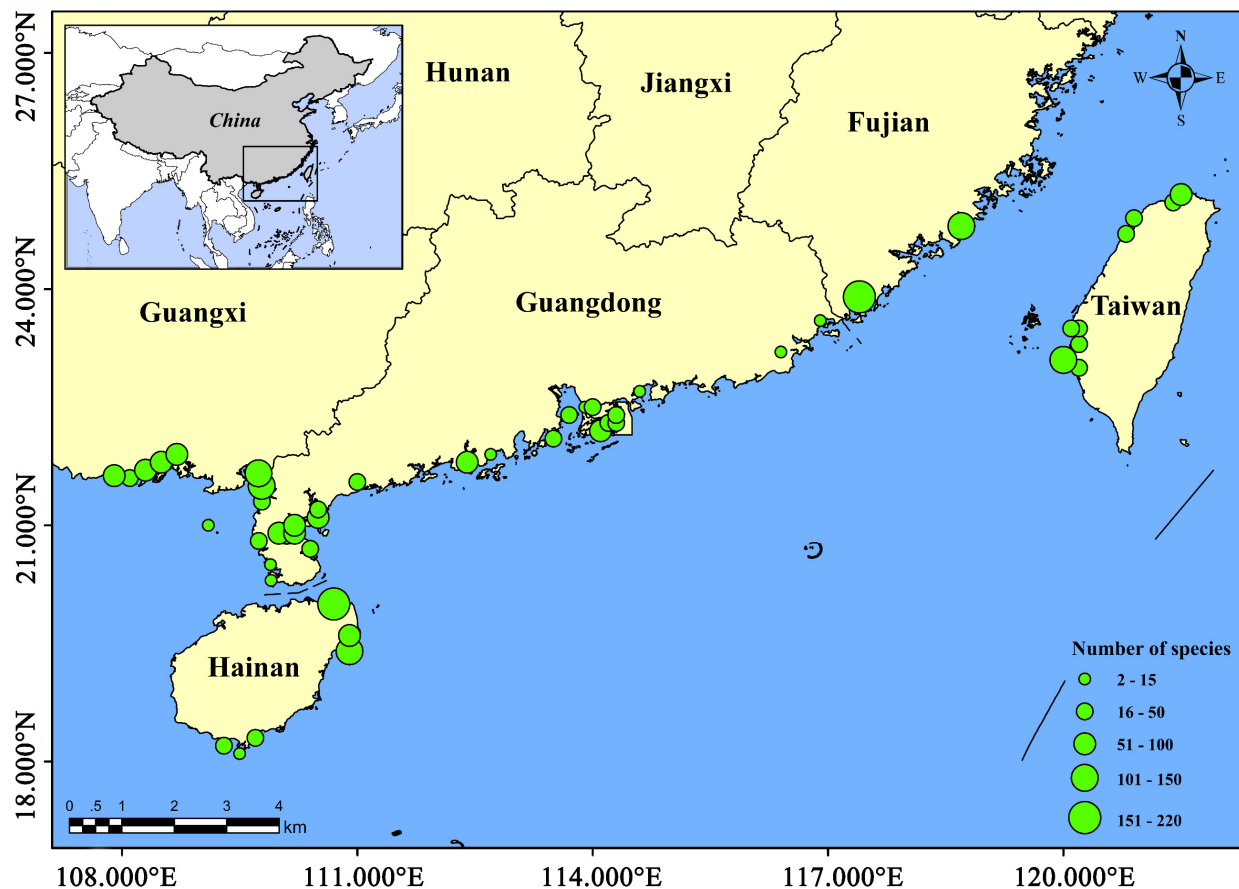 27.000°N
24.000°N
21.000°N
18.000°N
China
Hunan
Jiangxi
Fujian
N
W
E
S
Guangxi
Guangdong
Taiwan
Hainan
Number of species
2 - 15
16 - 50
51 - 100
101 - 150
151 - 220
0 .5 1 2 3 4
km
108.000°E 111.000°E 114.000°E 117.000°E 120.000°E